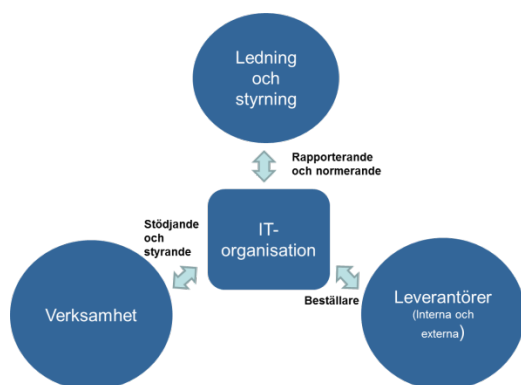 Ledning
och
styrning
Rapporterande
och normerande
Stödjande
och
styrande
IT-
organisation
Verksamhet
Beställare
Leverantörer
(Interna och
externa)